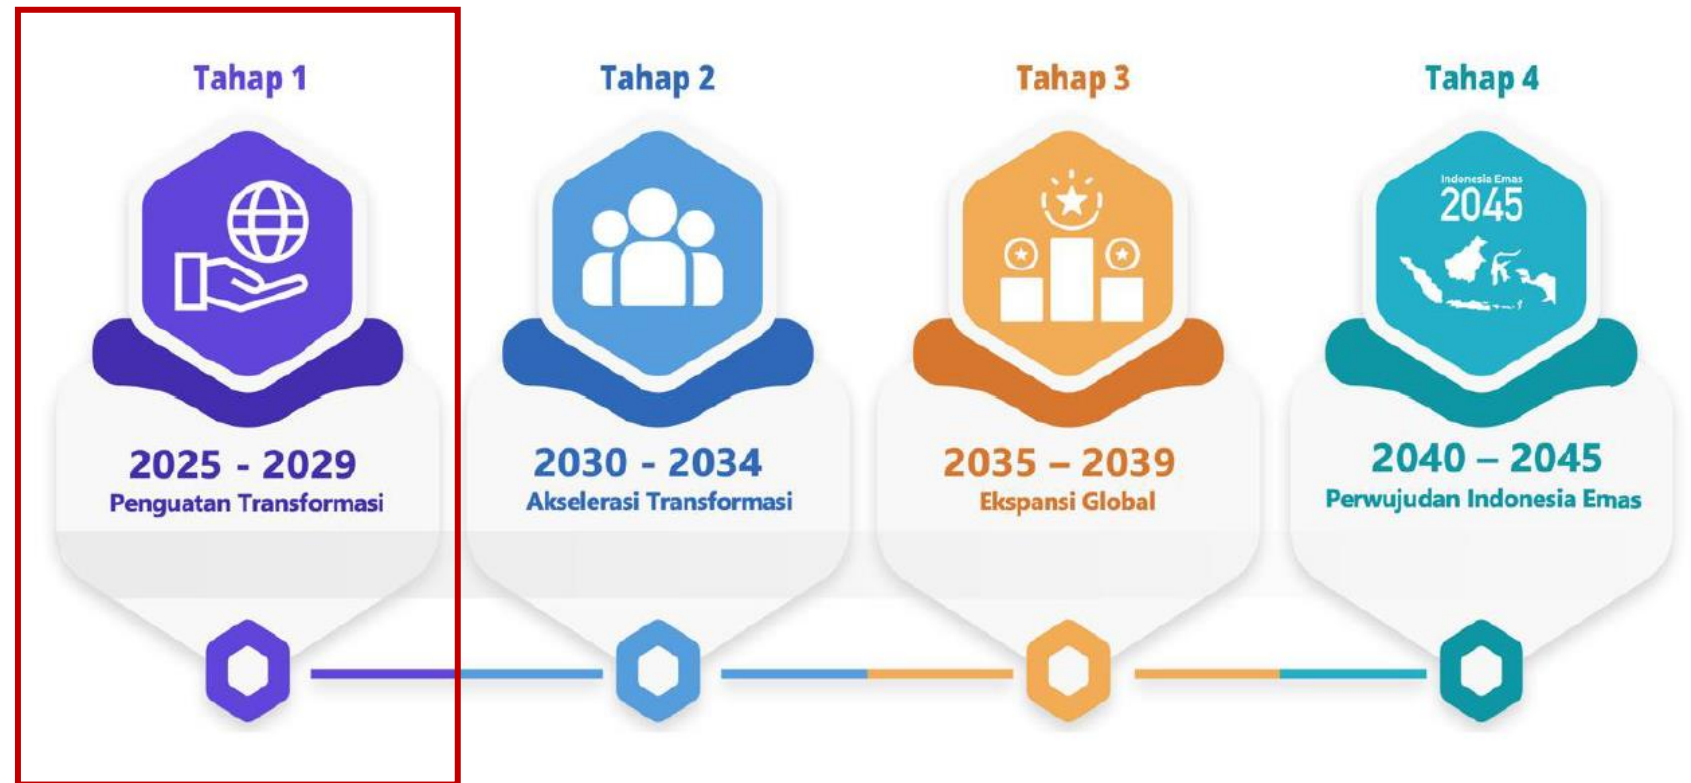 Tahap 1
Tahap 2
Tahap 3
Tahap 4
Indonesia Emas
2045
2025 - 2029
Penguatan Transformasi
2030 - 2034
Akselerasi Transformasi
2035 – 2039
Ekspansi Global
2040 – 2045
Perwujudan Indonesia Emas